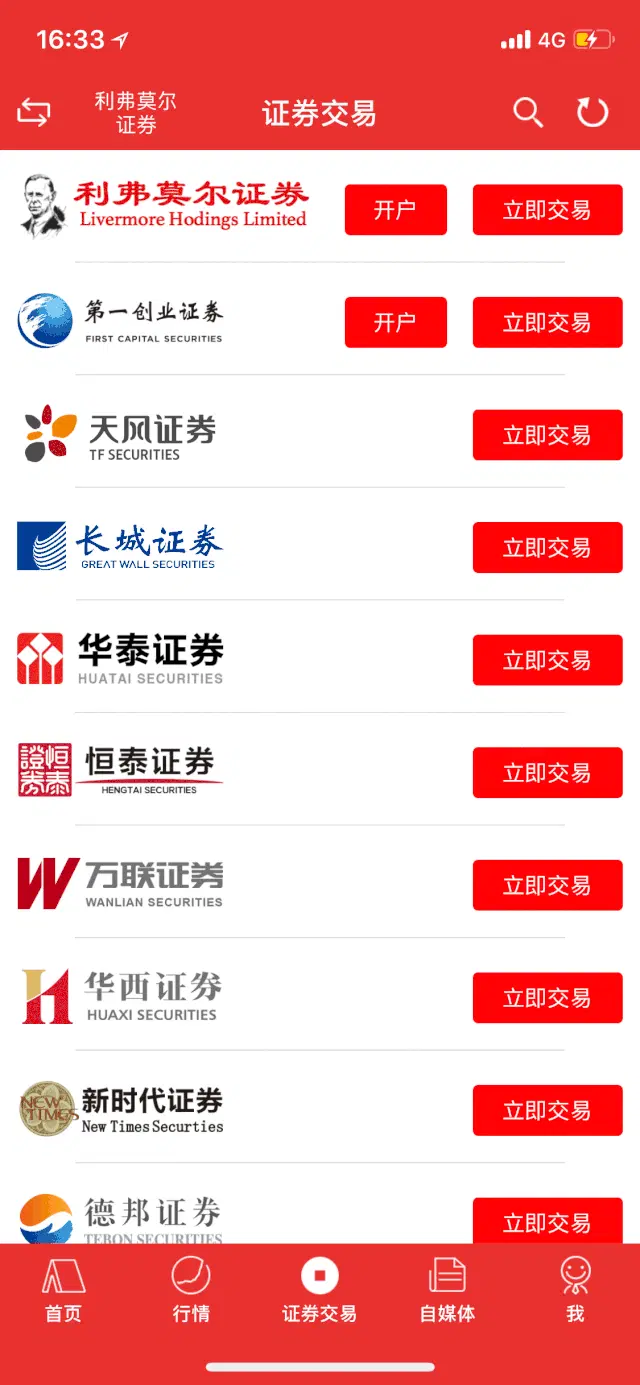 16:33
4G
利弗莫尔
证券
证券交易
利弗莫尔证券
Livermore Hodings Limited
开户
立即交易
第一创业证券
FIRST CAPITAL SECURITIES
开户
立即交易
天风证券
TF SECURITIES
立即交易
长城证券
GREAT WALL SECURITIES
立即交易
华泰证券
HUATAI SECURITIES
立即交易
證恒
券泰
恒泰证券
HENGTAI SECURITIES
立即交易
万联证券
WANLIAN SECURITIES
立即交易
华西证券
HUAXI SECURITIES
立即交易
NEW
TIMES
新时代证券
New Times Securties
立即交易
德邦证券
TEBON SECURITIES
立即交易
首页
行情
证券交易
自媒体
我